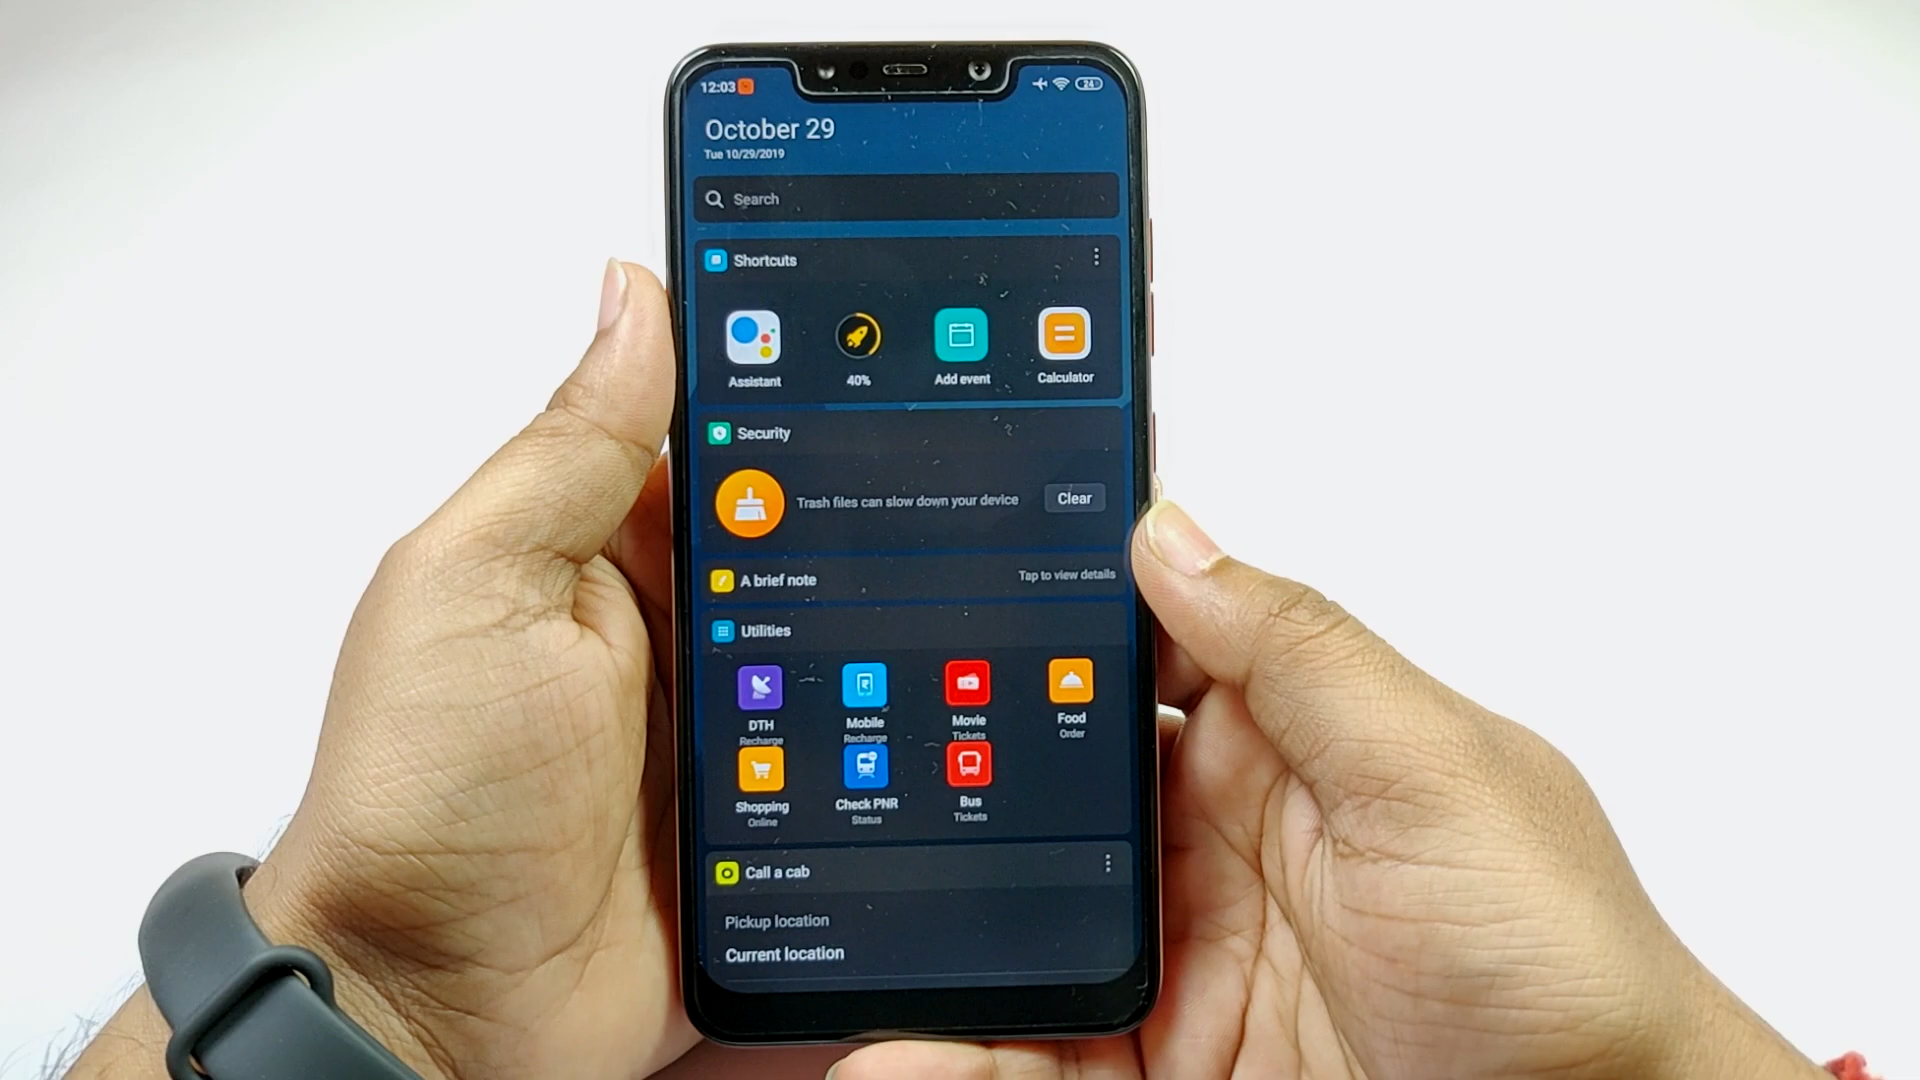 12:03
24
October 29
Tue 10/29/2019
Search
Shortcuts
Assistant
40%
Add event
Calculator
Security
Trash files can slow down your device
Clear
A brief note
Tap to view details
Utilities
DTH
Recharge
Mobile
Recharge
Movie
Tickets
Food
Order
Shopping
Online
Check PNR
Status
Bus
Tickets
Call a cab
Pickup location
Current location